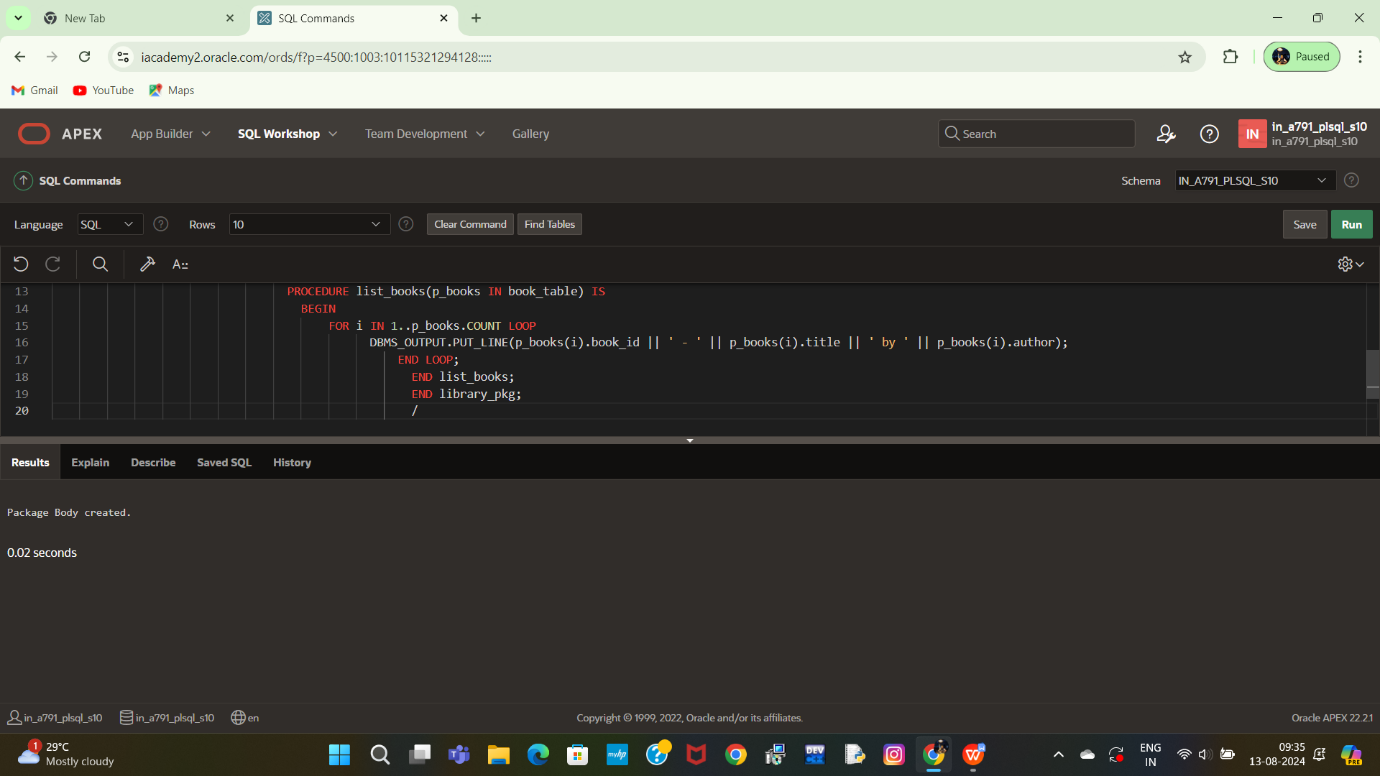 New Tab
SQL Commands
iacademy2.oracle.com/ords/f?p=4500:1003:10115321294128:::::
Paused
Gmail YouTube Maps
APEX App Builder SQL Workshop Team Development Gallery
Search
IN in_a791_plsql_s10
in_a791_plsql_s10
SQL Commands
Schema IN_A791_PLSQL_S10
Language SQL Rows 10 Clear Command Find Tables Save Run
13 PROCEDURE list_books(p_books IN book_table) IS
14 BEGIN
15 FOR i IN 1..p_books.COUNT LOOP
16 DBMS_OUTPUT.PUT_LINE(p_books(i).book_id || ' - ' || p_books(i).title || ' by ' || p_books(i).author);
17 END LOOP;
18 END list_books;
19 END library_pkg;
20 /
Results Explain Describe Saved SQL History
Package Body created.
0.02 seconds
in_a791_plsql_s10 in_a791_plsql_s10 en
Copyright © 1999, 2022, Oracle and/or its affiliates.
Oracle APEX 22.2.1
1
29°C
Mostly cloudy
myhp
DEV
ENG
IN
09:35
13-08-2024
PRE